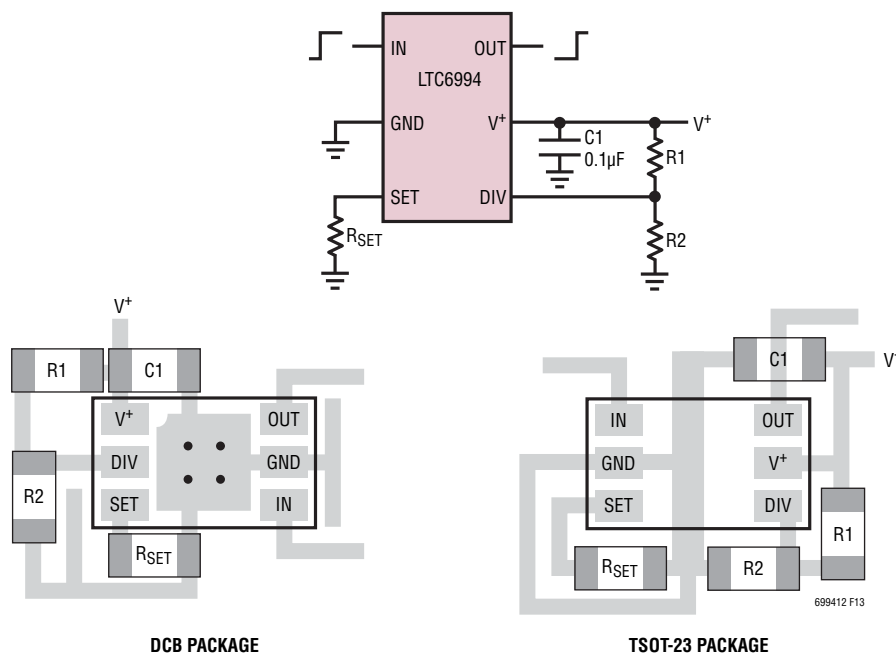 IN
OUT
LTC6994
GND
V+
V+
C1
0.1µF
R1
SET
DIV
RSET
R2
V+
R1
C1
V+
OUT
DIV
GND
R2
SET
IN
RSET
DCB PACKAGE
C1
V+
IN
OUT
GND
V+
SET
DIV
R1
RSET
R2
699412 F13
TSOT-23 PACKAGE